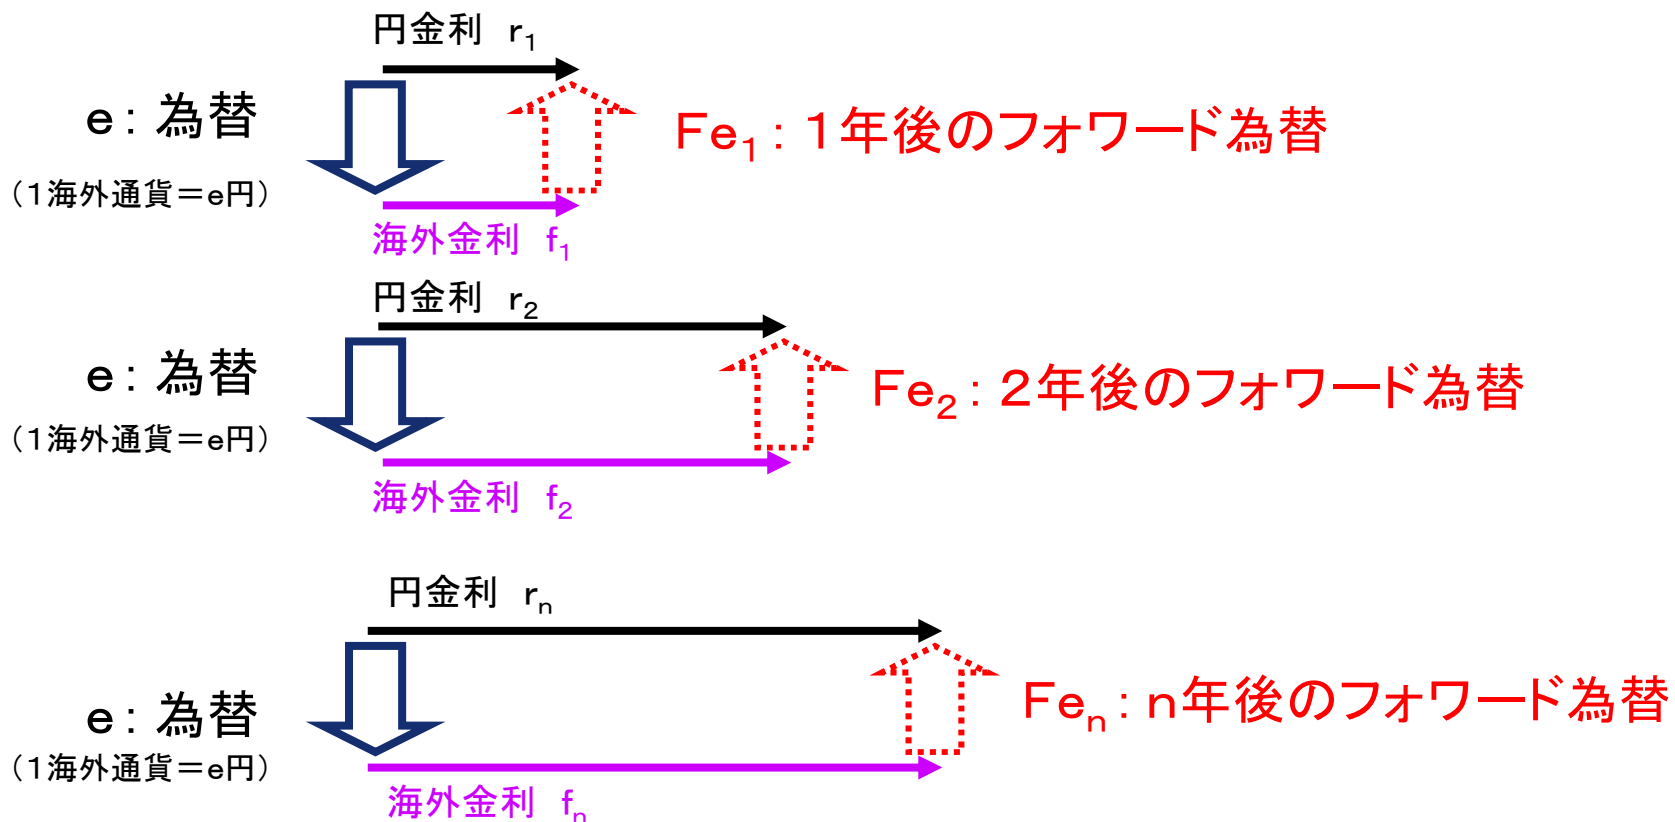 円金利 r₁
e：為替
（１海外通貨＝e円）
Fe₁：１年後のフォワード為替
海外金利 f₁
円金利 r₂
e：為替
（１海外通貨＝e円）
Fe₂：２年後のフォワード為替
海外金利 f₂
円金利 rₙ
e：為替
（１海外通貨＝e円）
Feₙ：ｎ年後のフォワード為替
海外金利 fₙ